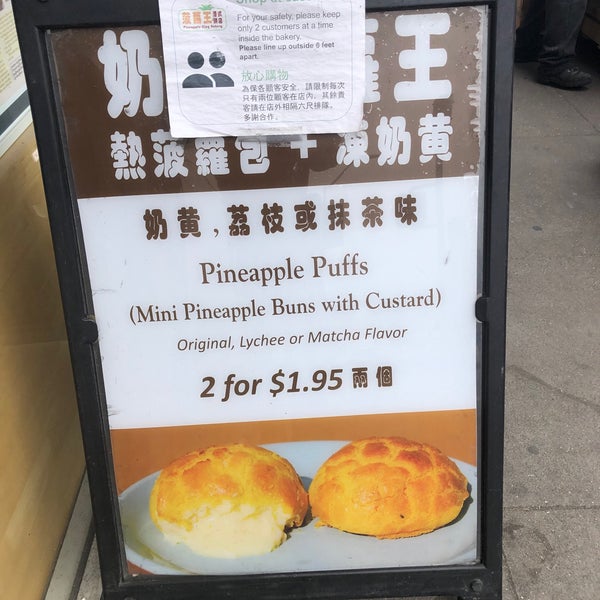 Shop at
菠蘿王
Pineapple King Bakery
For your safety, please keep
only 2 customers at a time
inside the bakery.
Please line up outside 6 feet
apart.
放心購物
為保各顧客安全，請限制每次
只有兩位顧客在店內，其餘貴
客請在店外相隔六尺排隊。
多謝合作。
奶 王
熱菠蘿包 + 凍奶黃
奶黃,荔枝或抹茶味
Pineapple Puffs
(Mini Pineapple Buns with Custard)
Original, Lychee or Matcha Flavor
2 for $1.95 兩個